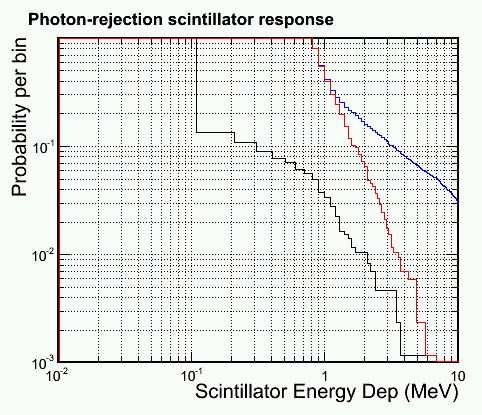 Photon-rejection scintillator response
Probability per bin
1
10^-1
10^-2
10^-3
10^-2
10^-1
1
10
Scintillator Energy Dep (MeV)